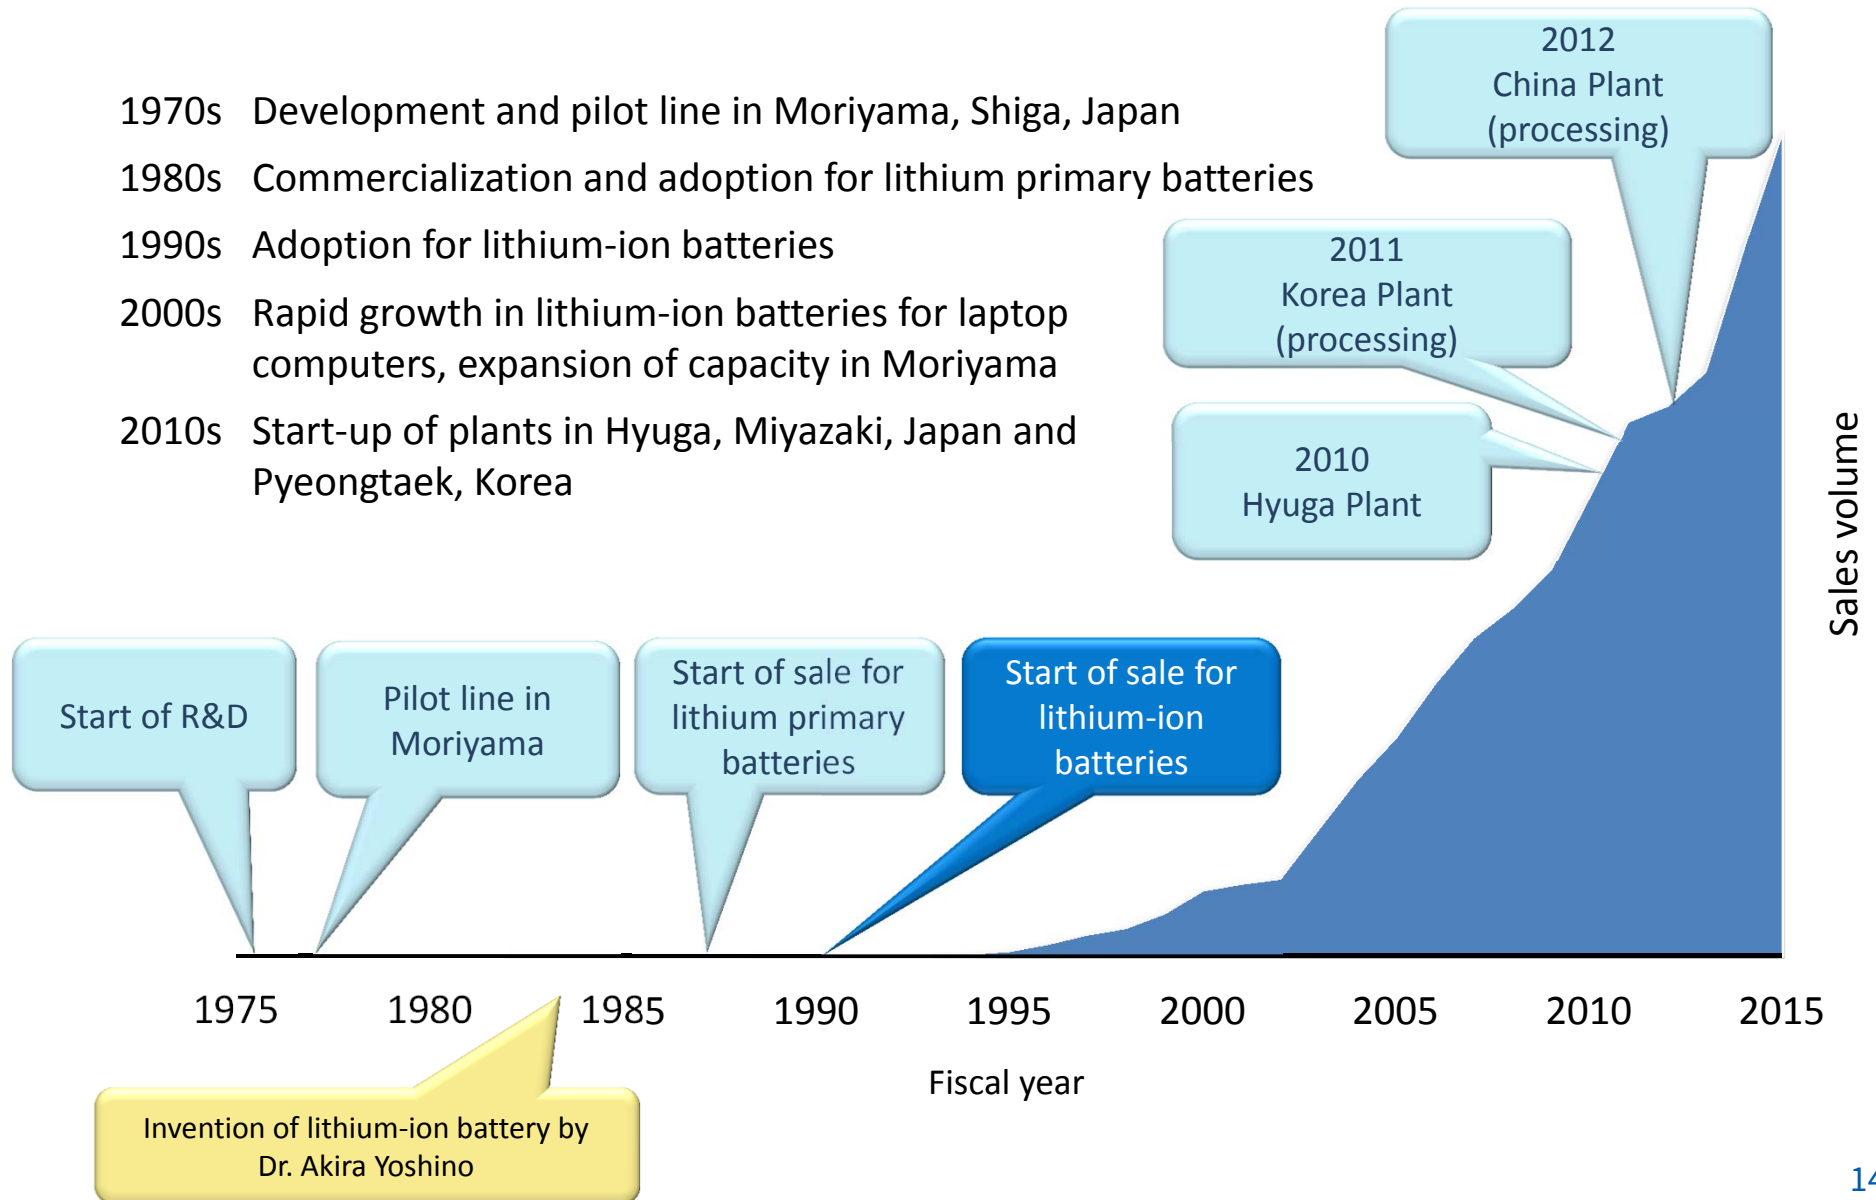 1970s Development and pilot line in Moriyama, Shiga, Japan
1980s Commercialization and adoption for lithium primary batteries
1990s Adoption for lithium-ion batteries
2000s Rapid growth in lithium-ion batteries for laptop
computers, expansion of capacity in Moriyama
2010s Start-up of plants in Hyuga, Miyazaki, Japan and
Pyeongtaek, Korea
2012
China Plant
(processing)
2011
Korea Plant
(processing)
2010
Hyuga Plant
Sales volume
Start of R&D
Pilot line in
Moriyama
Start of sale for
lithium primary
batteries
Start of sale for
lithium-ion
batteries
1975 1980 1985 1990 1995 2000 2005 2010 2015
Fiscal year
Invention of lithium-ion battery by
Dr. Akira Yoshino
14